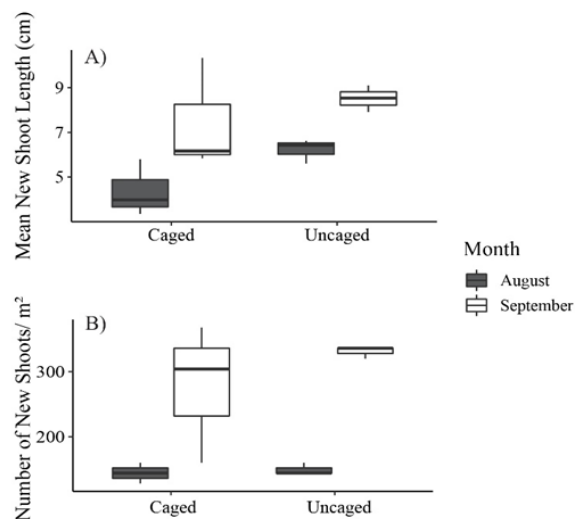 A)
Mean New Shoot Length (cm)
9
7
5
Caged Uncaged
B)
Number of New Shoots/ m²
300
200
Caged Uncaged
Month
August
September